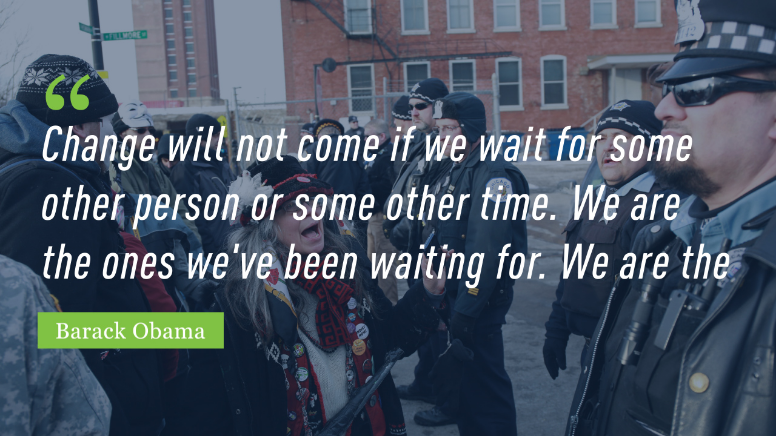 FILLMORE
“
Change will not come if we wait for some
other person or some other time. We are
the ones we've been waiting for. We are the
Barack Obama